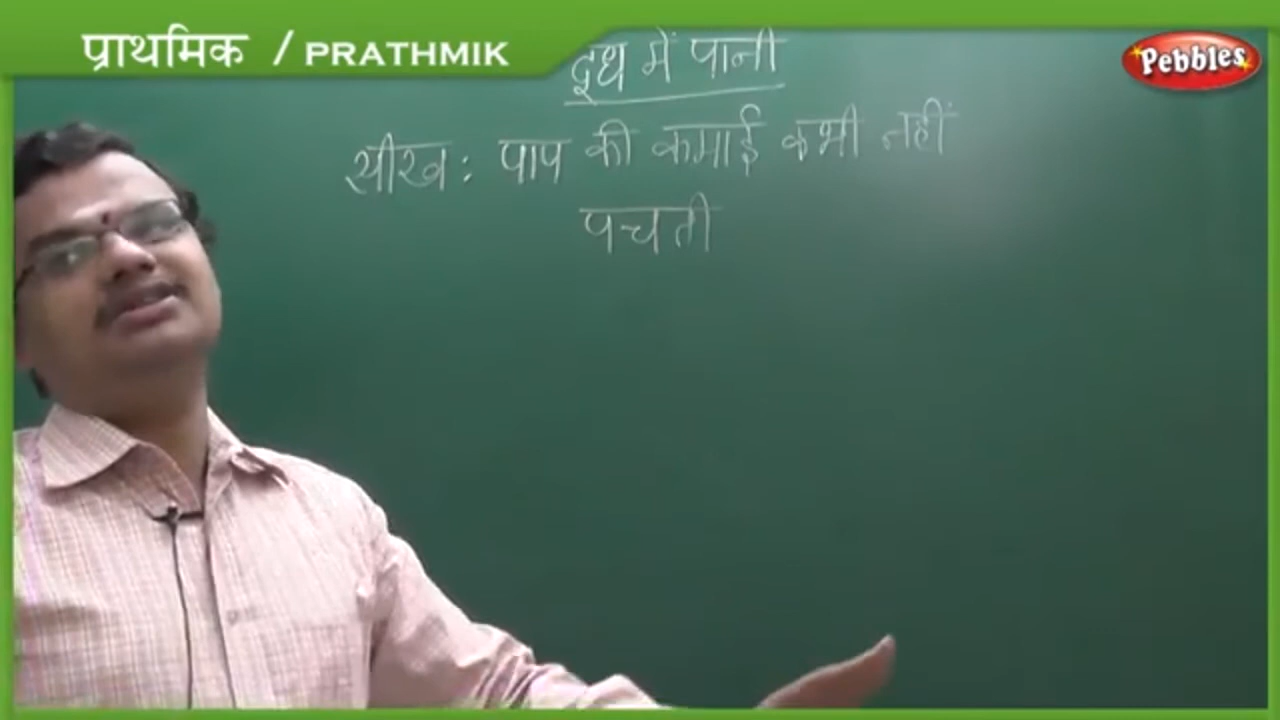 प्राथमिक / PRATHMIK
Pebbles
दूध में पानी
सीख: पाप की कमाई कभी नहीं
पचती